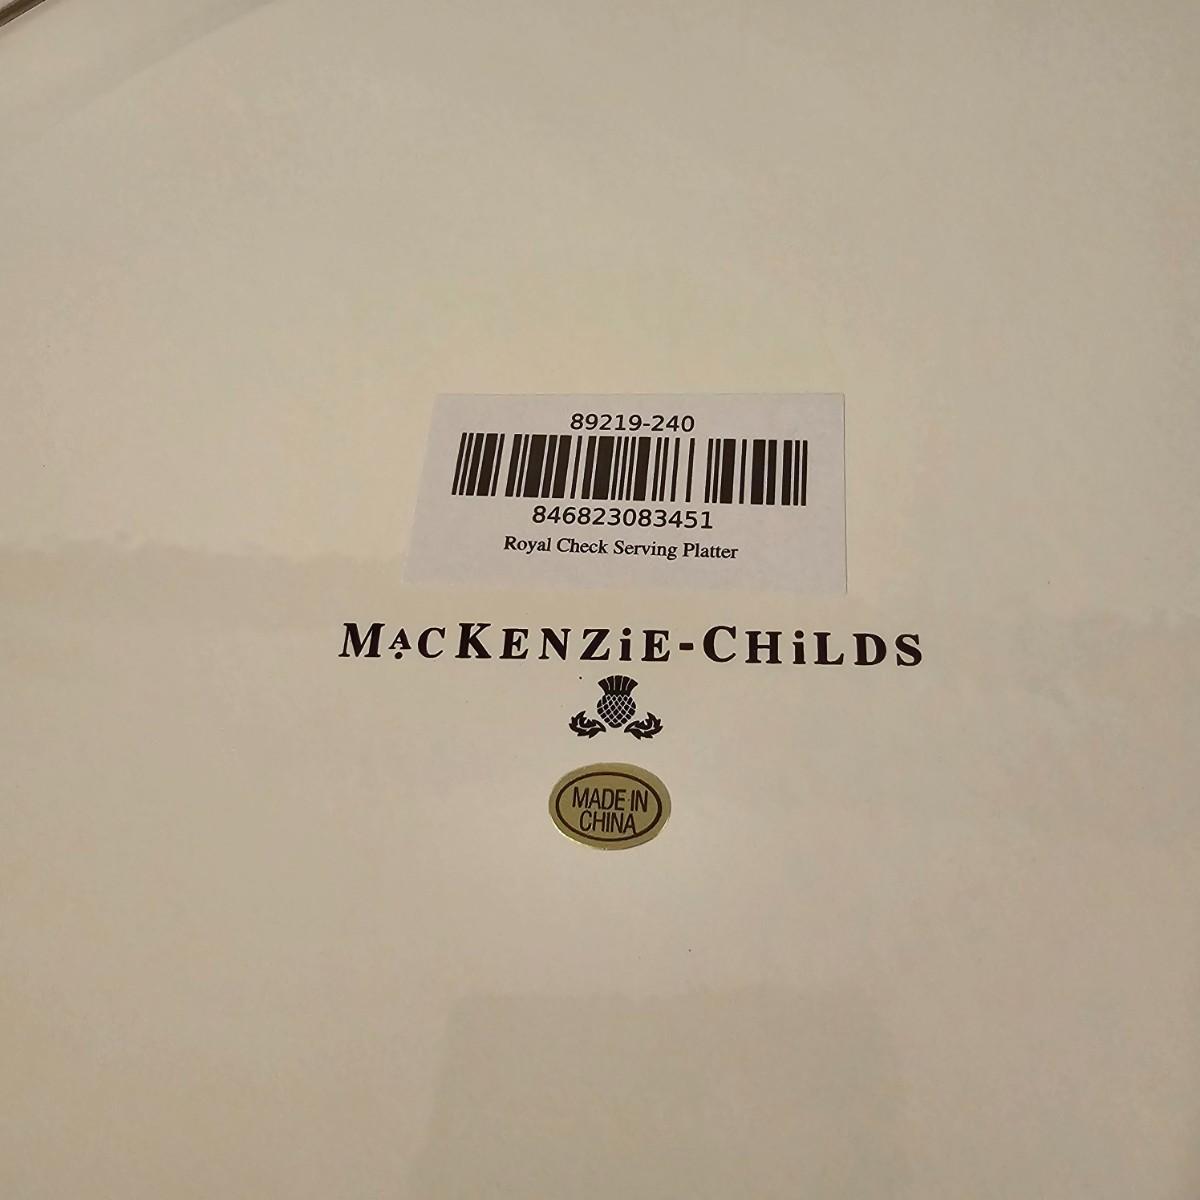 89219-240
846823083451
Royal Check Serving Platter
MACKENZiE-CHiLDS
MADE IN
CHINA